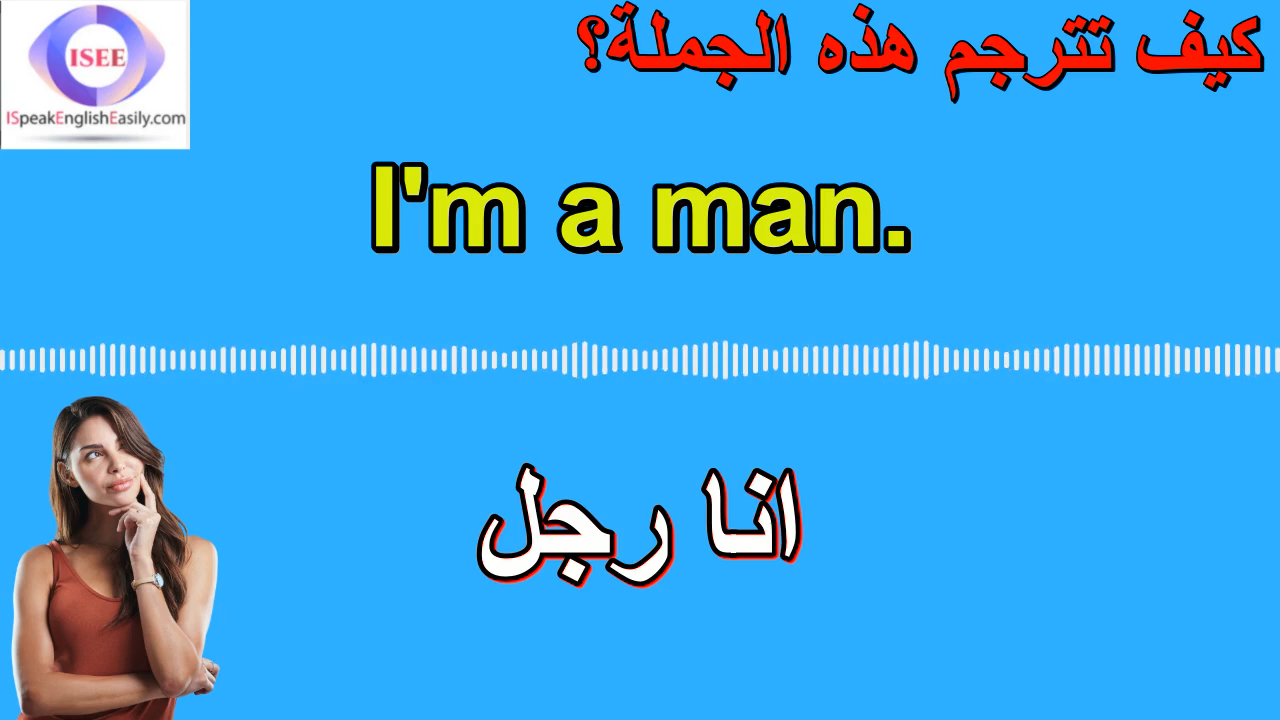 ISEE
ISpeakEnglishEasily.com
كيف تترجم هذه الجملة؟
I'm a man.
انا رجل